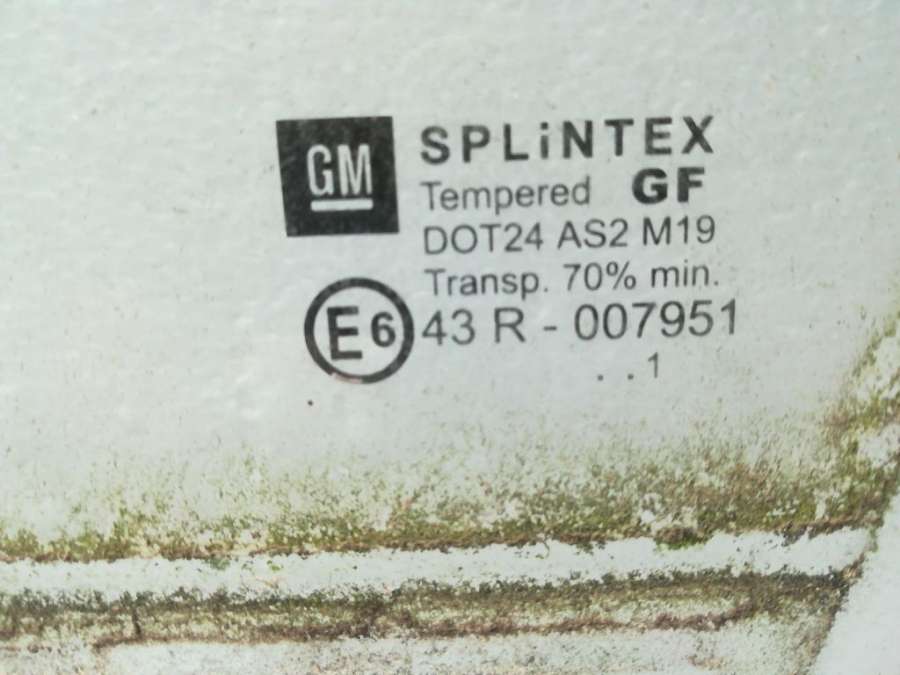 GM
SPLiNTEX
Tempered GF
DOT24 AS2 M19
Transp. 70% min.
E6 43 R - 007951
. . 1